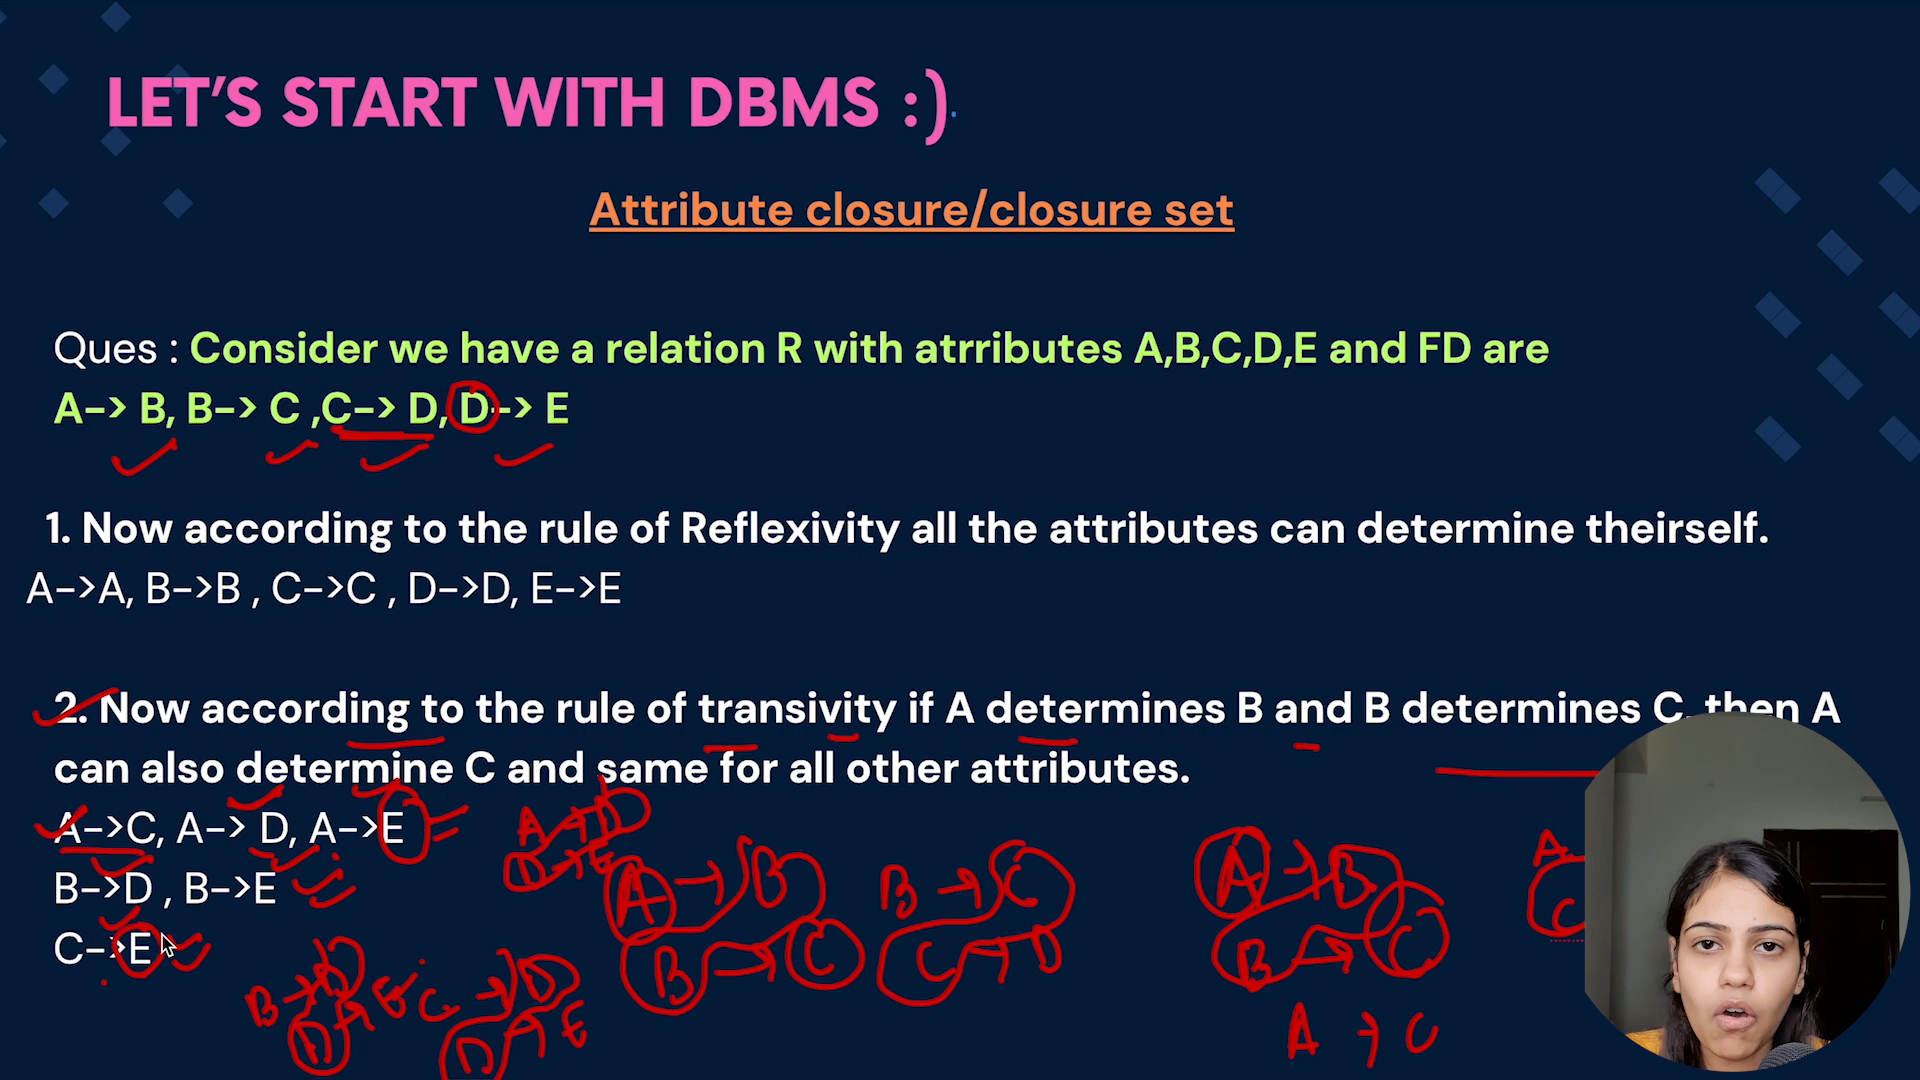 LET'S START WITH DBMS :)
Attribute closure/closure set
Ques : Consider we have a relation R with atrributes A,B,C,D,E and FD are
A-> B, B-> C ,C-> D, D-> E
1. Now according to the rule of Reflexivity all the attributes can determine theirself.
A->A, B->B , C->C , D->D, E->E
2. Now according to the rule of transivity if A determines B and B determines C, then A
can also determine C and same for all other attributes.
A->C, A-> D, A->E
B->D , B->E
C->E
A → D
D → E
A → B
B → C
B → C
C → D
A → B
B → C
A → C
B → D
D → E
C → D
D → E
A
C